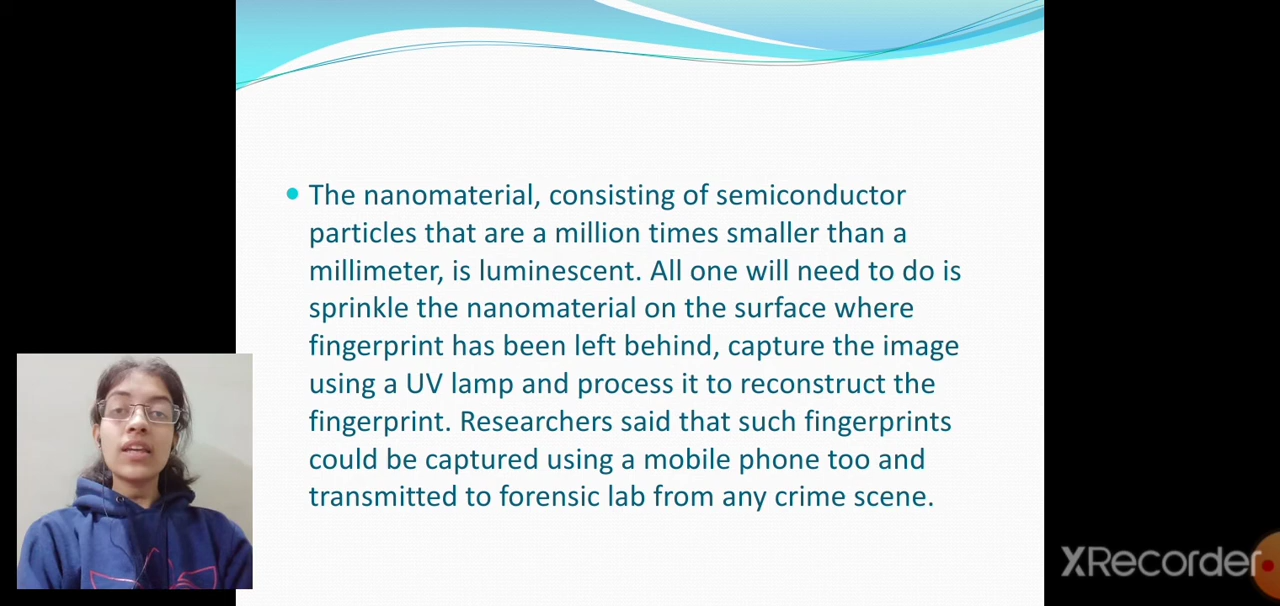 The nanomaterial, consisting of semiconductor
particles that are a million times smaller than a
millimeter, is luminescent. All one will need to do is
sprinkle the nanomaterial on the surface where
fingerprint has been left behind, capture the image
using a UV lamp and process it to reconstruct the
fingerprint. Researchers said that such fingerprints
could be captured using a mobile phone too and
transmitted to forensic lab from any crime scene.
XRecorder